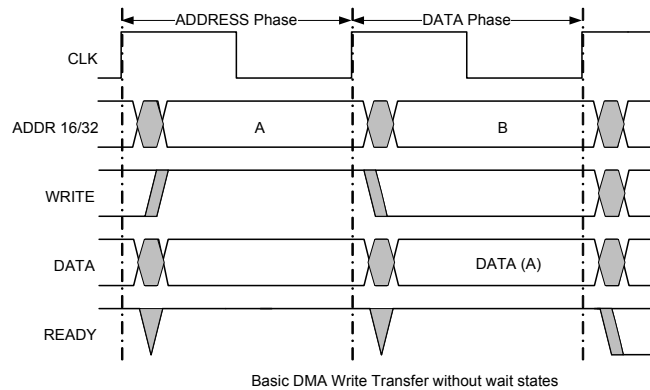 ADDRESS Phase DATA Phase
CLK
ADDR 16/32 A B
WRITE
DATA DATA (A)
READY
Basic DMA Write Transfer without wait states